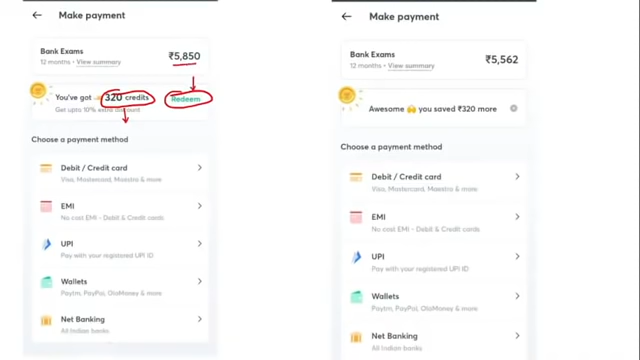 Make payment
Bank Exams
12 months • View summary
₹5,850
You've got 320 credits
Redeem
Get upto 10% extra discount
Choose a payment method
Debit / Credit card
Visa, Mastercard, Maestro & more
EMI
No cost EMI - Debit & Credit cards
UPI
Pay with your registered UPI ID
Wallets
Paytm, PayPal, OlaMoney & more
Net Banking
All Indian banks
Make payment
Bank Exams
12 months • View summary
₹5,562
Awesome 🙌 you saved ₹320 more
Choose a payment method
Debit / Credit card
Visa, Mastercard, Maestro & more
EMI
No cost EMI - Debit & Credit cards
UPI
Pay with your registered UPI ID
Wallets
Paytm, PayPal, OlaMoney & more
Net Banking
All Indian banks